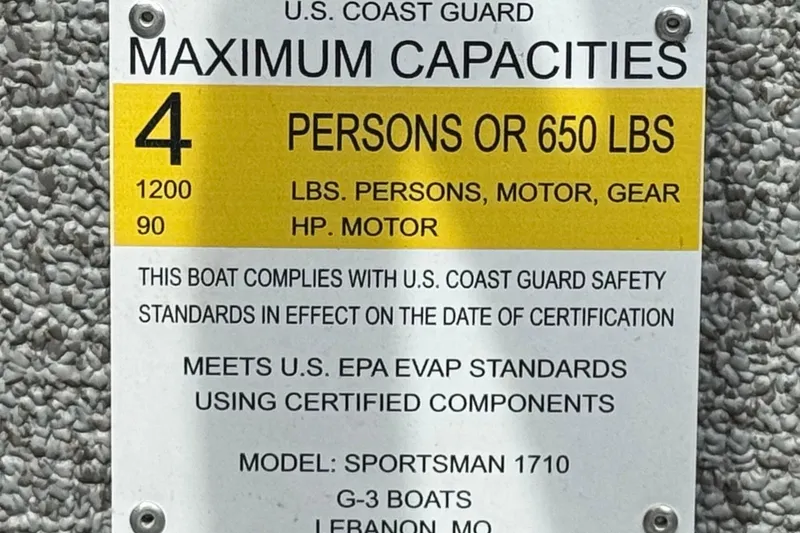 U.S. COAST GUARD
MAXIMUM CAPACITIES
4 PERSONS OR 650 LBS
1200 LBS. PERSONS, MOTOR, GEAR
90 HP. MOTOR
THIS BOAT COMPLIES WITH U.S. COAST GUARD SAFETY
STANDARDS IN EFFECT ON THE DATE OF CERTIFICATION
MEETS U.S. EPA EVAP STANDARDS
USING CERTIFIED COMPONENTS
MODEL: SPORTSMAN 1710
G-3 BOATS
LEBANON, MO